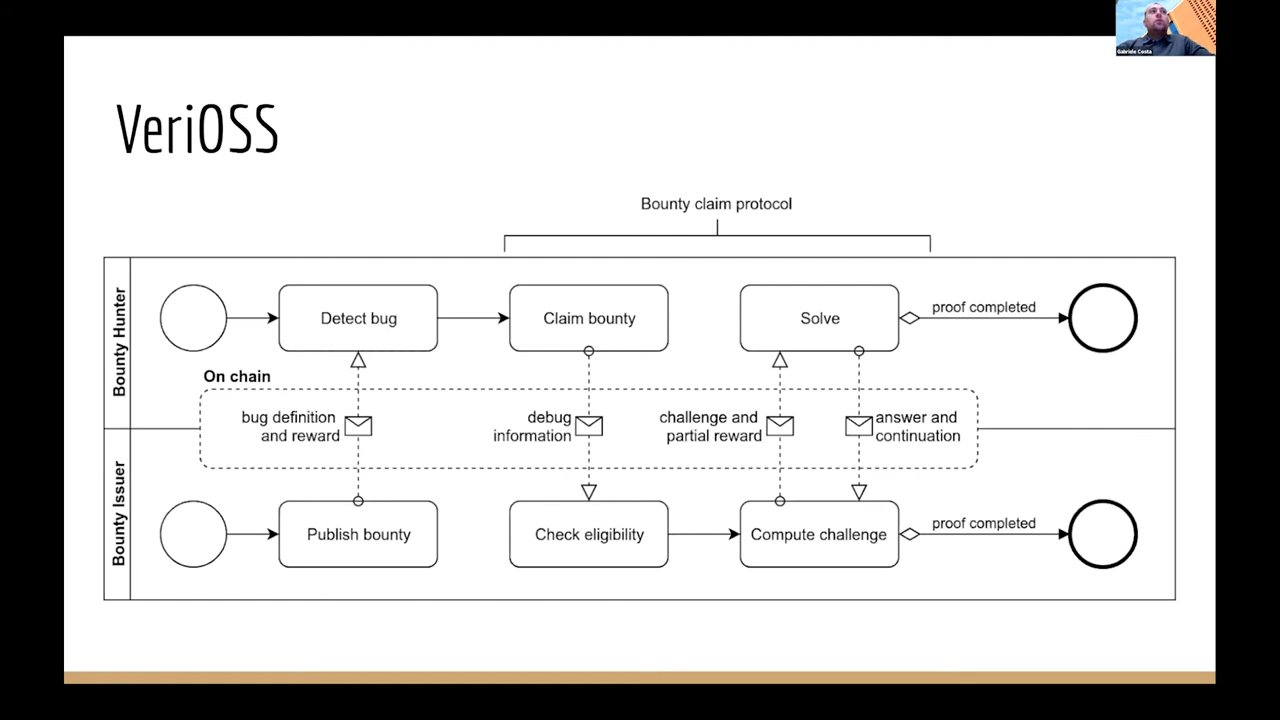 Gabriele Costa
VeriOSS
Bounty claim protocol
Bounty Hunter
Detect bug
Claim bounty
Solve
proof completed
On chain
bug definition
and reward
debug
information
challenge and
partial reward
answer and
continuation
Bounty Issuer
Publish bounty
Check eligibility
Compute challenge
proof completed